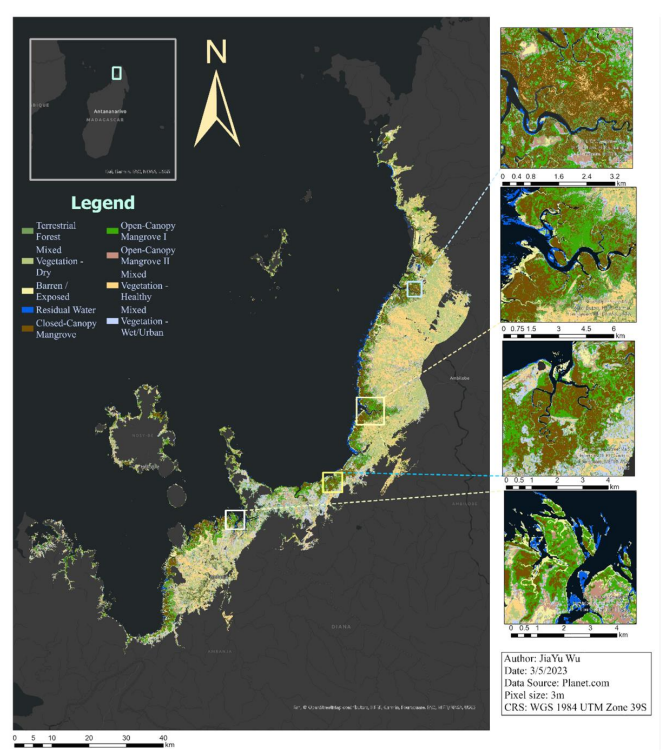 N
Antananarivo
MADAGASCAR
Legend
Terrestrial
Forest
Mixed
Vegetation -
Dry
Barren /
Exposed
Residual Water
Closed-Canopy
Mangrove
Open-Canopy
Mangrove I
Open-Canopy
Mangrove II
Mixed
Vegetation -
Healthy
Mixed
Vegetation -
Wet/Urban
DIANA
0 5 10 20 30 40
km
0 0.4 0.8 1.6 2.4 3.2
km
0 0.75 1.5 3 4.5 6
km
0 0.5 1 2 3 4
km
0 0.5 1 2 3 4
km
Author: JiaYu Wu
Date: 3/5/2023
Data Source: Planet.com
Pixel size: 3m
CRS: WGS 1984 UTM Zone 39S